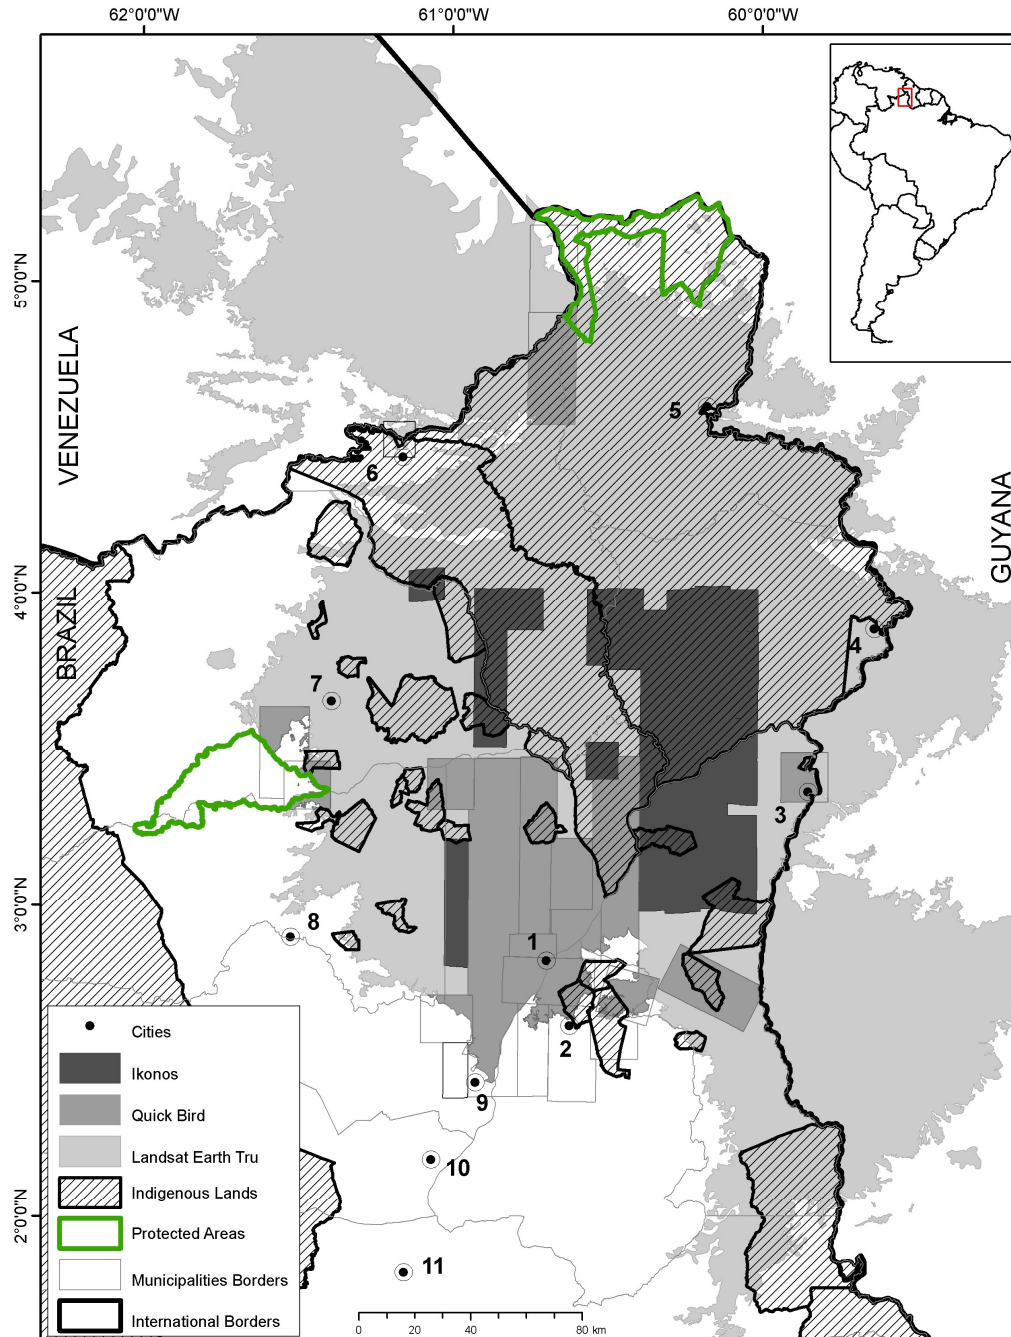 62°0'0"W 61°0'0"W 60°0'0"W
5°0'0"N
VENEZUELA
5
6
GUYANA
4°0'0"N
BRAZIL
4
7
3
3°0'0"N
8
1
2
9
10
2°0'0"N
11
Cities
Ikonos
Quick Bird
Landsat Earth Tru
Indigenous Lands
Protected Areas
Municipalities Borders
International Borders
0 20 40 80 km